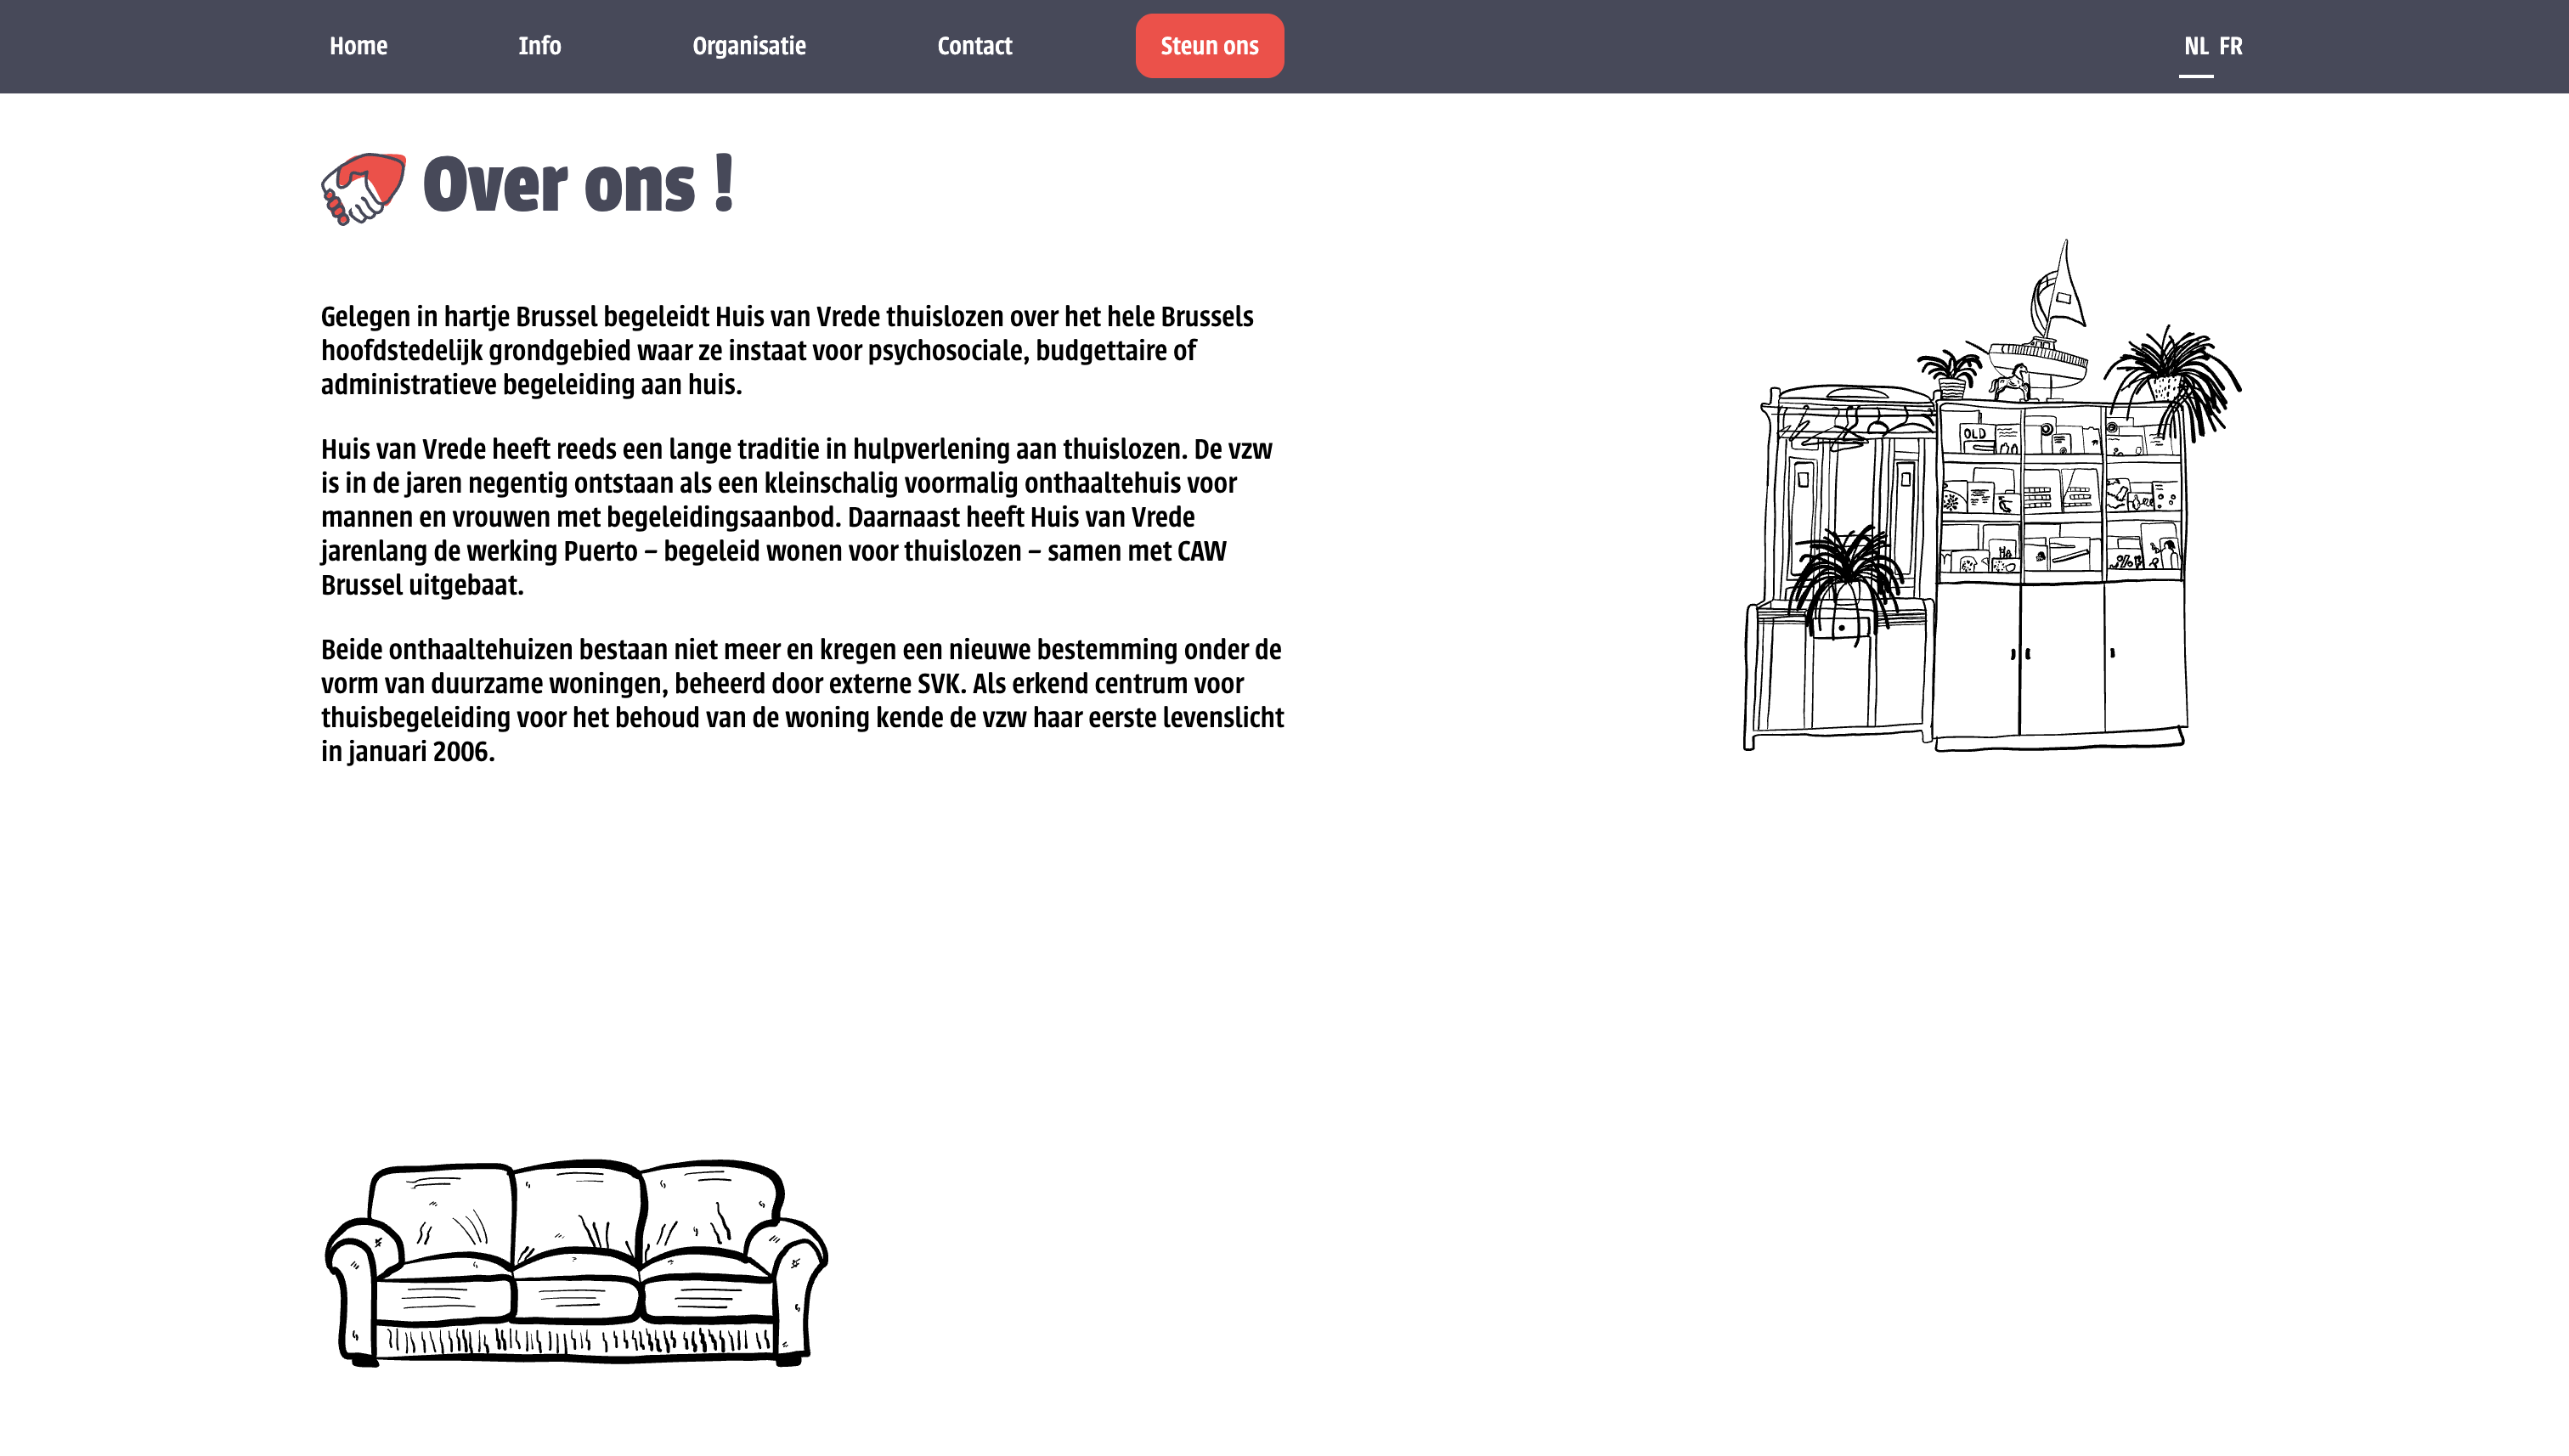 Home Info Organisatie Contact Steun ons NL FR
Over ons !
Gelegen in hartje Brussel begeleidt Huis van Vrede thuislozen over het hele Brussels
hoofdstedelijk grondgebied waar ze instaat voor psychosociale, budgettaire of
administratieve begeleiding aan huis.
Huis van Vrede heeft reeds een lange traditie in hulpverlening aan thuislozen. De vzw
is in de jaren negentig ontstaan als een kleinschalig voormalig onthaaltehuis voor
mannen en vrouwen met begeleidingsaanbod. Daarnaast heeft Huis van Vrede
jarenlang de werking Puerto – begeleid wonen voor thuislozen – samen met CAW
Brussel uitgebaat.
Beide onthaaltehuizen bestaan niet meer en kregen een nieuwe bestemming onder de
vorm van duurzame woningen, beheerd door externe SVK. Als erkend centrum voor
thuisbegeleiding voor het behoud van de woning kende de vzw haar eerste levenslicht
in januari 2006.
OLD